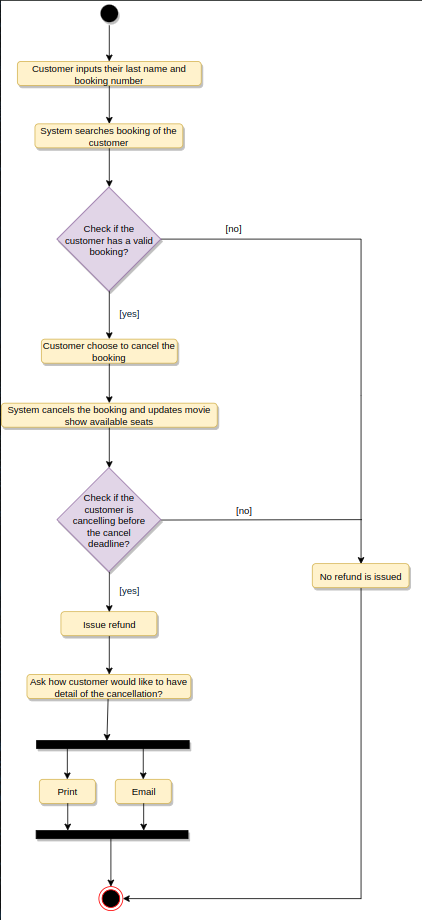 Customer inputs their last name and
booking number
System searches booking of the
customer
Check if the
customer has a valid
booking?
[no]
[yes]
Customer choose to cancel the
booking
System cancels the booking and updates movie
show available seats
Check if the
customer is
cancelling before
the cancel
deadline?
[no]
[yes]
No refund is issued
Issue refund
Ask how customer would like to have
detail of the cancellation?
Print
Email